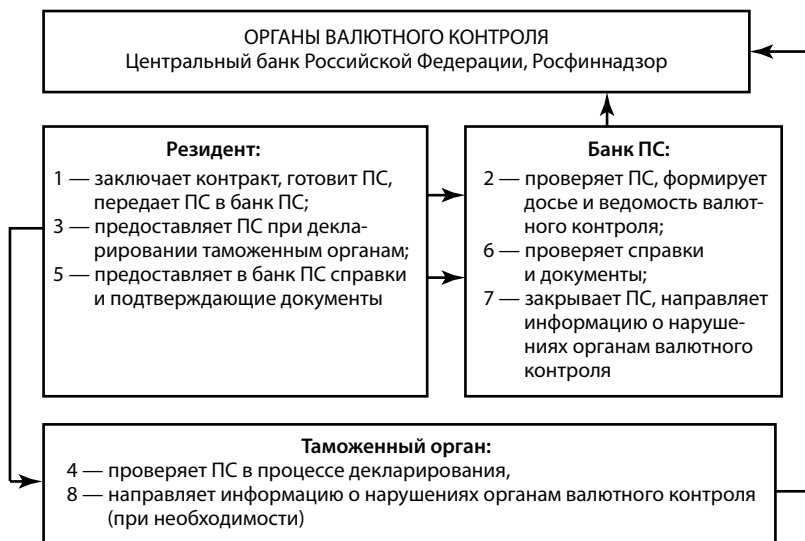 ОРГАНЫ ВАЛЮТНОГО КОНТРОЛЯ
Центральный банк Российской Федерации, Росфиннадзор
Резидент:
1 — заключает контракт, готовит ПС,
передает ПС в банк ПС;
3 — предоставляет ПС при декла-
рировании таможенным органам;
5 — предоставляет в банк ПС справки
и подтверждающие документы
Банк ПС:
2 — проверяет ПС, формирует
досье и ведомость валют-
ного контроля;
6 — проверяет справки
и документы;
7 — закрывает ПС, направляет
информацию о наруше-
ниях органам валютного
контроля
Таможенный орган:
4 — проверяет ПС в процессе декларирования,
8 — направляет информацию о нарушениях органам валютного контроля
(при необходимости)